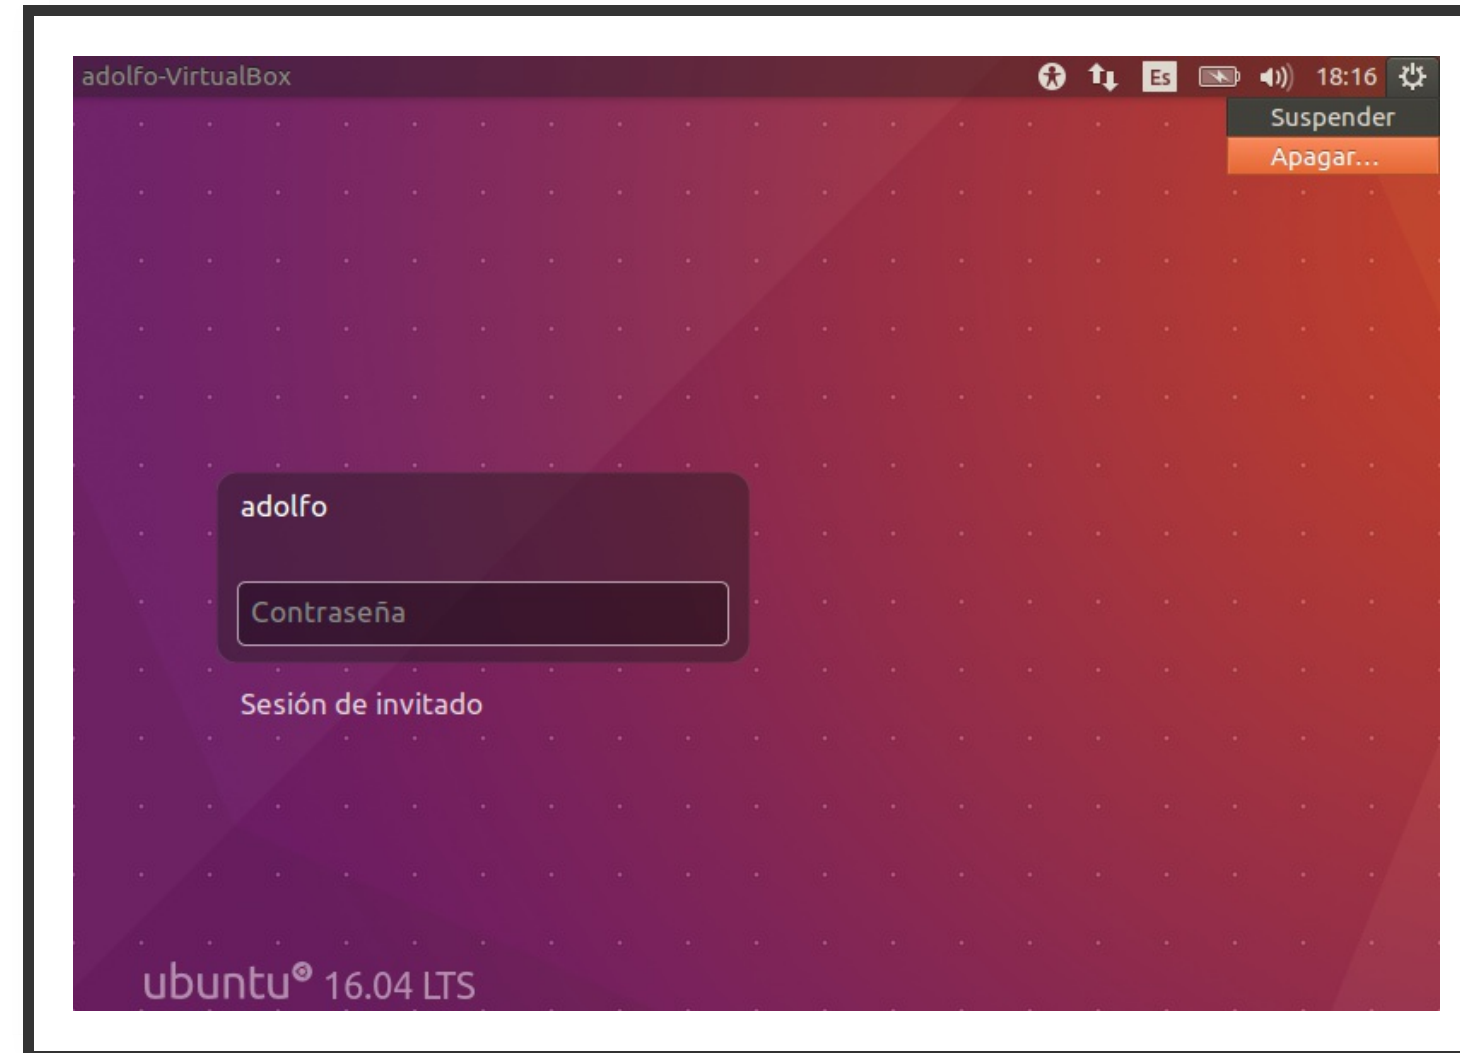 adolfo-VirtualBox Es 18:16
Suspender
Apagar...
adolfo
Contraseña
Sesión de invitado
ubuntu® 16.04 LTS